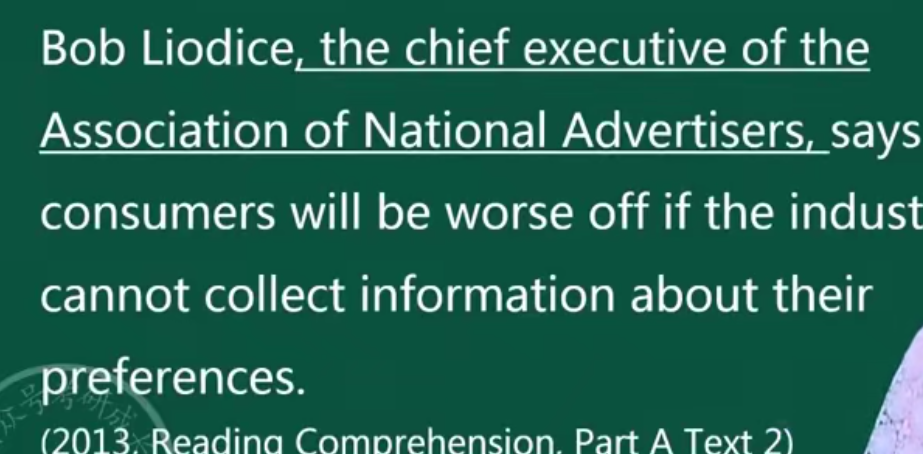 Bob Liodice, the chief executive of the
Association of National Advertisers, says
consumers will be worse off if the indust
cannot collect information about their
preferences.
(2013, Reading Comprehension, Part A Text 2)